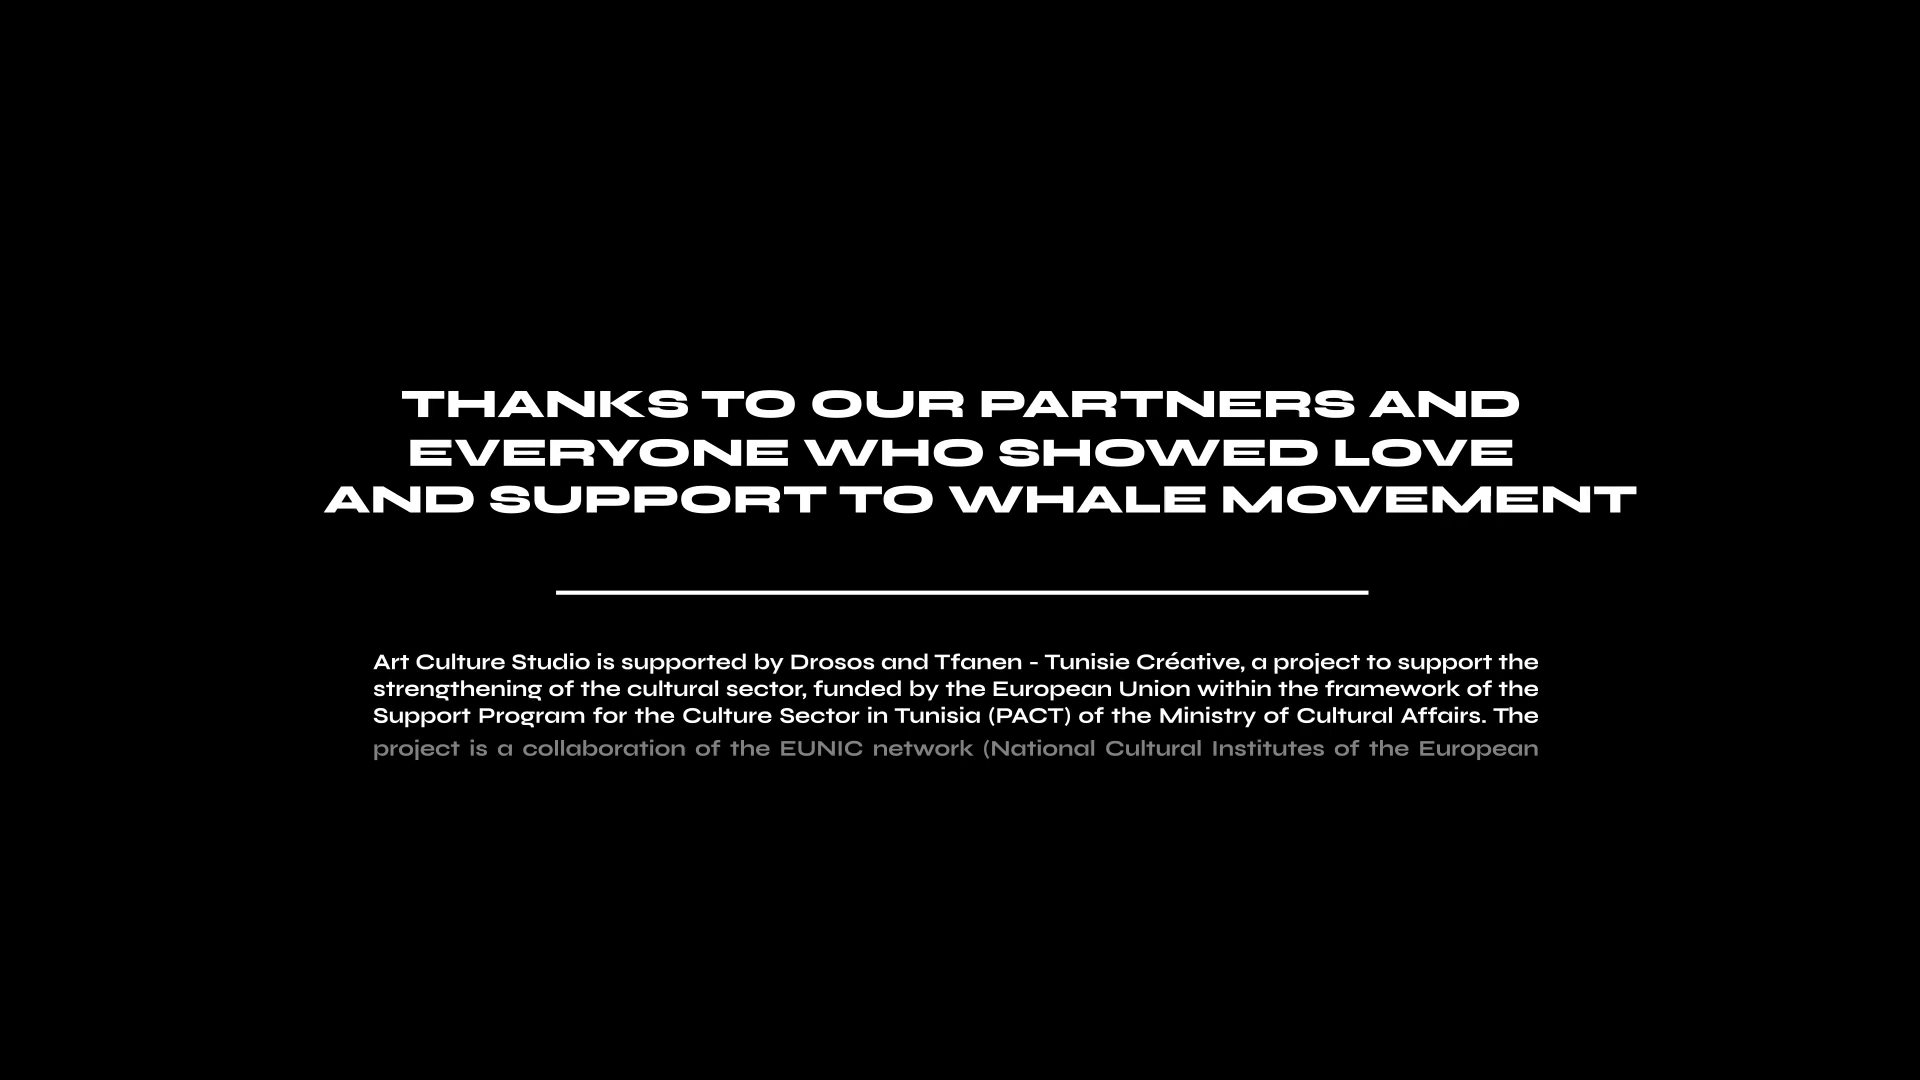 THANKS TO OUR PARTNERS AND
EVERYONE WHO SHOWED LOVE
AND SUPPORT TO WHALE MOVEMENT
Art Culture Studio is supported by Drosos and Tfanen - Tunisie Créative, a project to support the
strengthening of the cultural sector, funded by the European Union within the framework of the
Support Program for the Culture Sector in Tunisia (PACT) of the Ministry of Cultural Affairs. The
project is a collaboration of the EUNIC network (National Cultural Institutes of the European